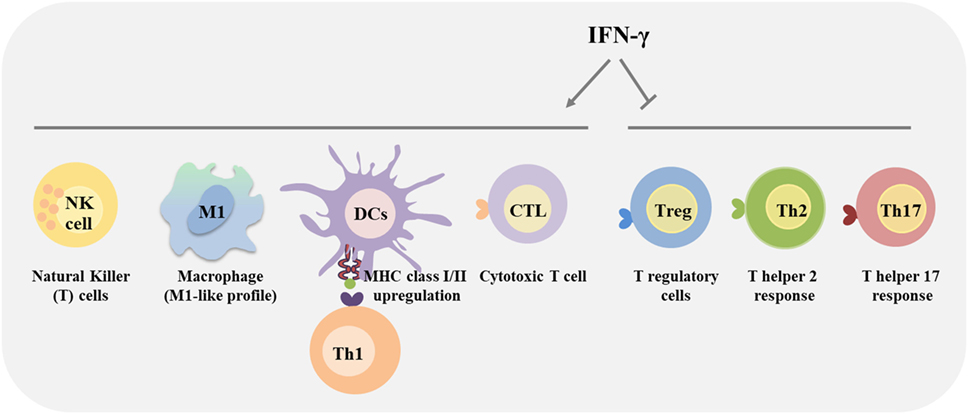 IFN-γ
NK
cell
M1
DCs
CTL
Treg
Th2
Th17
Natural Killer
(T) cells
Macrophage
(M1-like profile)
MHC class I/II
upregulation
Cytotoxic T cell
T regulatory
cells
T helper 2
response
T helper 17
response
Th1